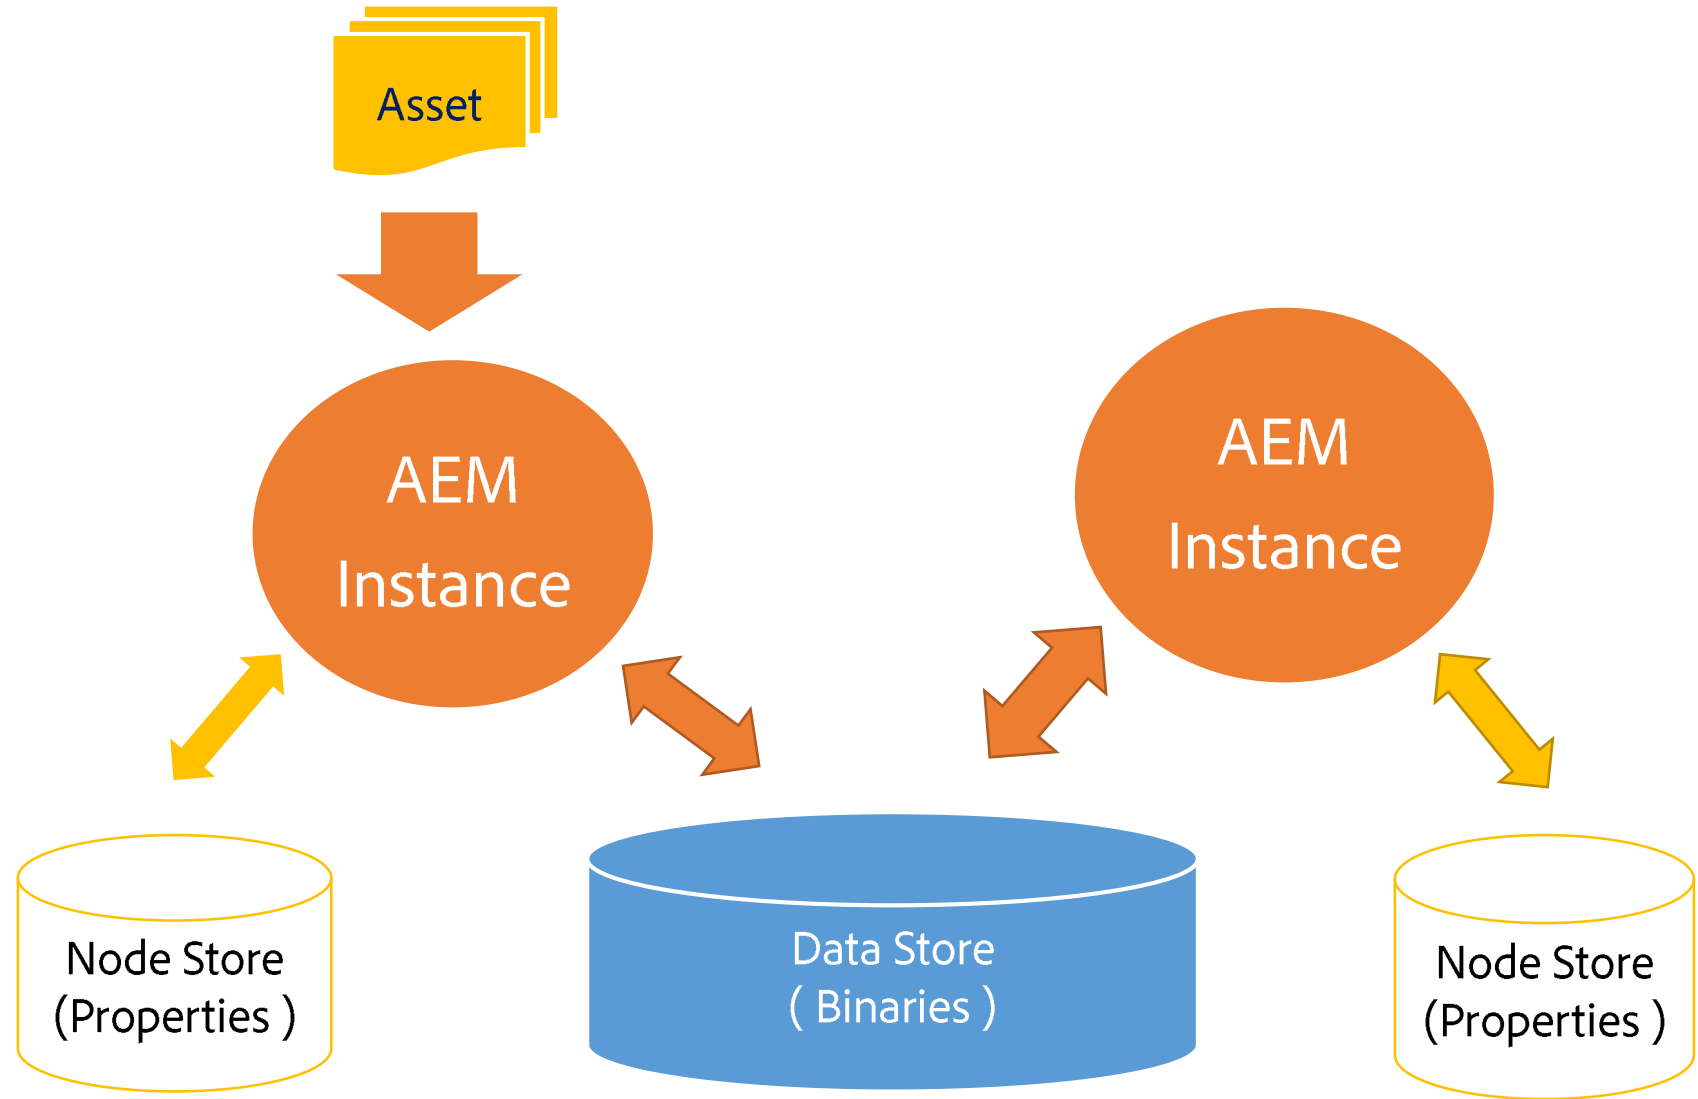 Asset
AEM
Instance
AEM
Instance
Node Store
(Properties )
Data Store
( Binaries )
Node Store
(Properties )